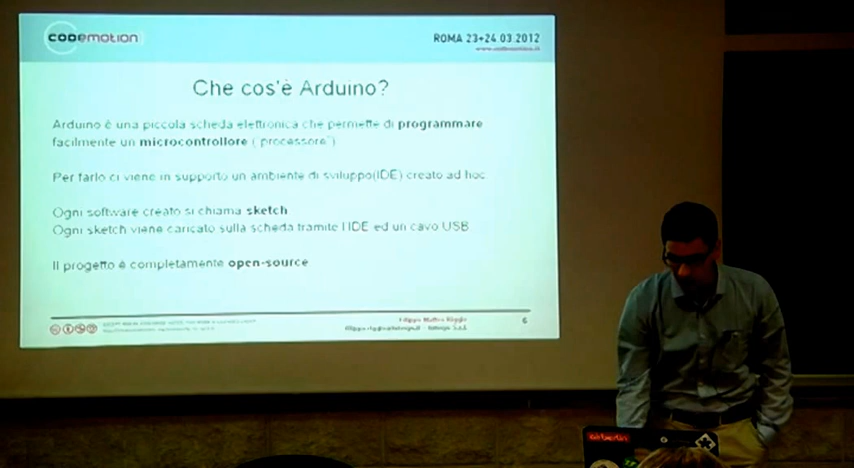 codemotion
ROMA 23+24.03.2012
Che cos'è Arduino?
Arduino è una piccola scheda elettronica che permette di programmare
facilmente un microcontrollore ("processore")
Per farlo ci viene in supporto un ambiente di sviluppo(IDE) creato ad hoc
Ogni software creato si chiama sketch
Ogni sketch viene caricato sulla scheda tramite l'IDE ed un cavo USB
Il progetto è completamente open-source
6